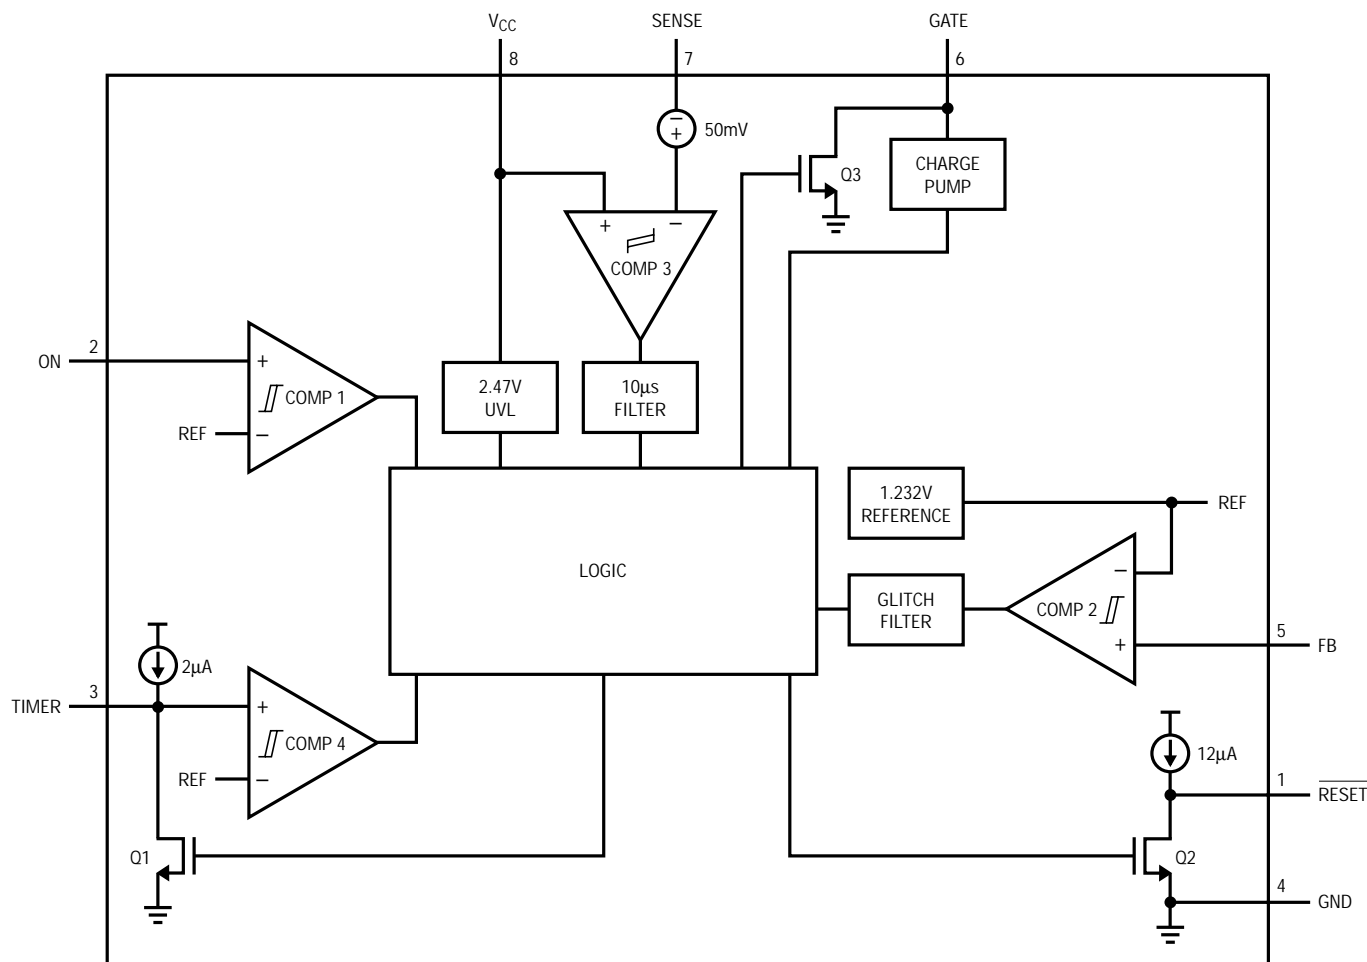 V_CC
SENSE
GATE
8
7
6
− +
50mV
CHARGE
PUMP
Q3
+ −
COMP 3
2
ON
+
COMP 1
REF
−
2.47V
UVL
10µs
FILTER
1.232V
REFERENCE
REF
LOGIC
−
GLITCH
FILTER
COMP 2
+
5
FB
2µA
3
TIMER
+
COMP 4
REF
−
12µA
1
R̅E̅S̅E̅T̅
Q1
Q2
4
GND